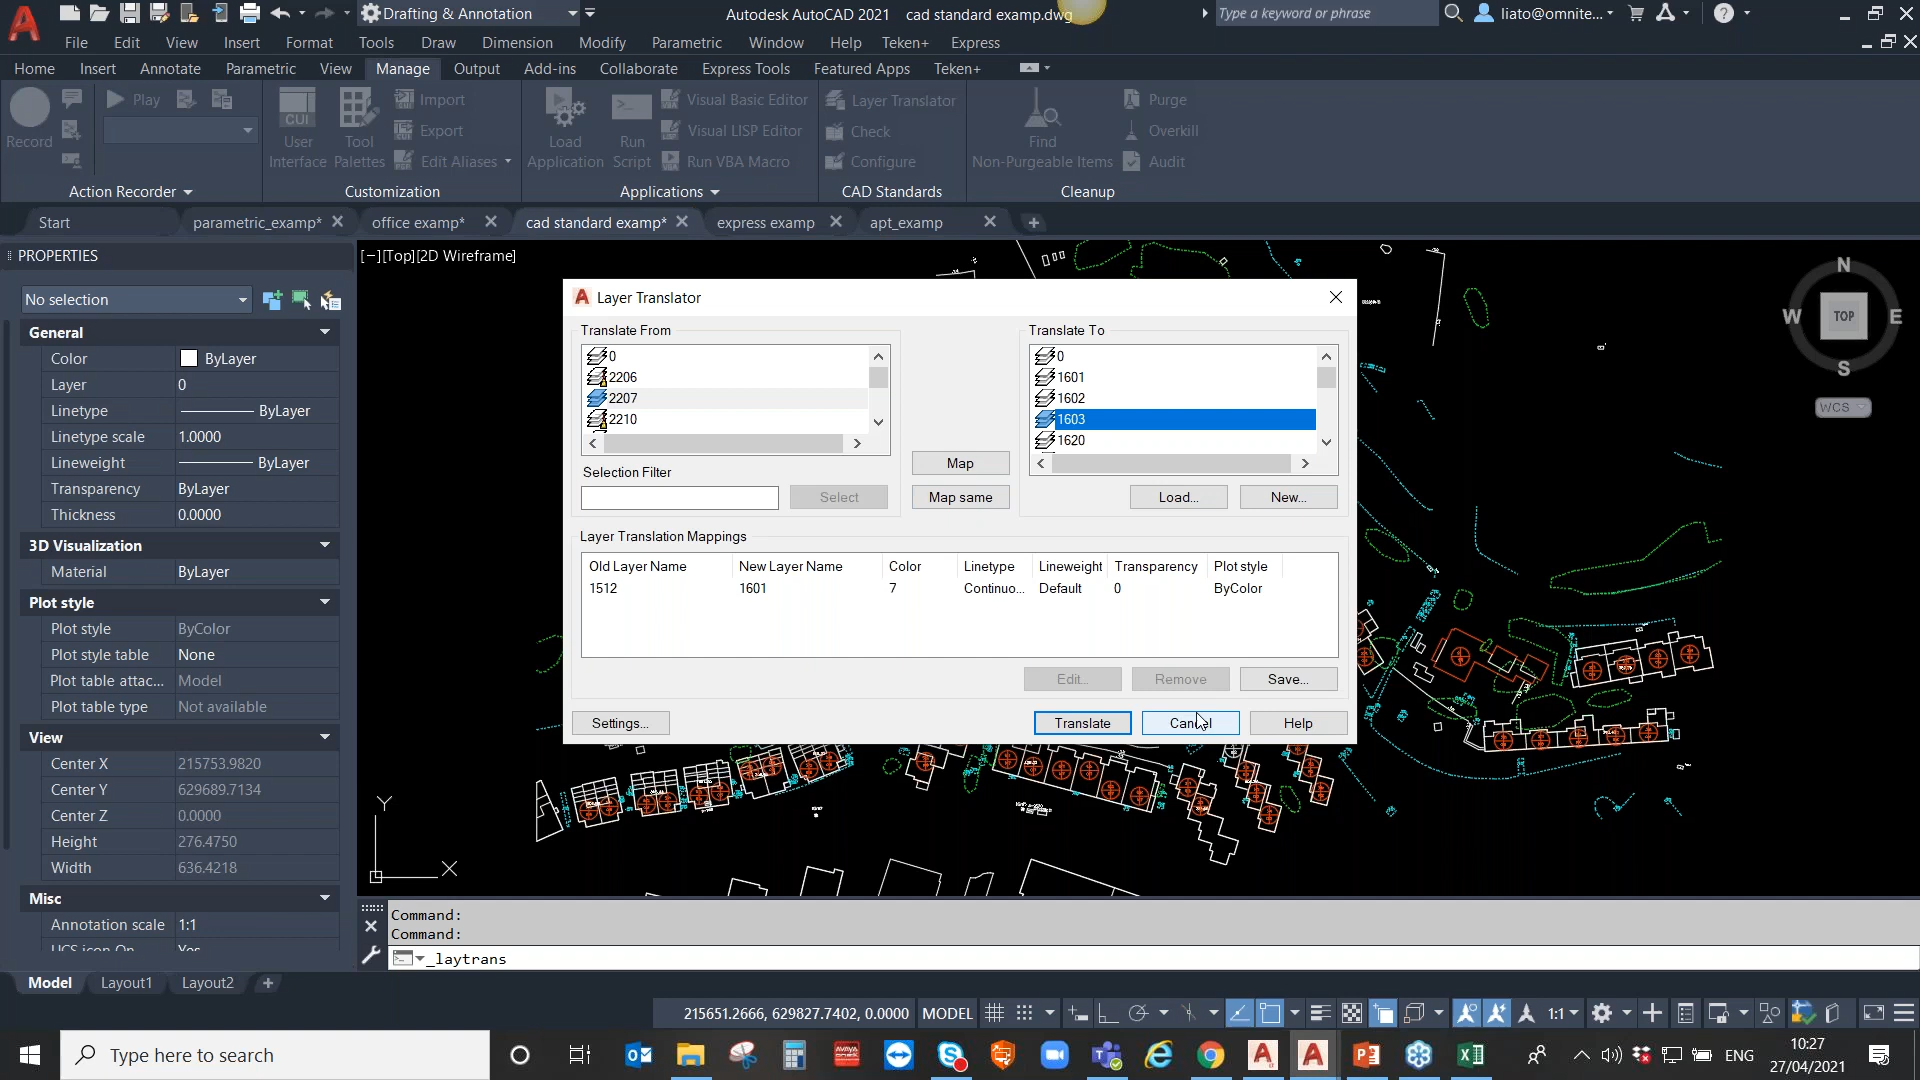 Drafting & Annotation
Autodesk AutoCAD 2021 cad standard examp.dwg
Type a keyword or phrase
liato@omnite...
File Edit View Insert Format Tools Draw Dimension Modify Parametric Window Help Teken+ Express
Home Insert Annotate Parametric View Manage Output Add-ins Collaborate Express Tools Featured Apps Teken+
Play
Import
Visual Basic Editor
Layer Translator
Purge
CUI
Export
Visual LISP Editor
Check
Overkill
Record
User
Interface
Tool
Palettes
Edit Aliases
Load
Application
Run
Script
Run VBA Macro
Configure
Find
Non-Purgeable Items
Audit
Action Recorder
Customization
Applications
CAD Standards
Cleanup
Start parametric_examp* office examp* cad standard examp* express examp apt_examp
PROPERTIES
No selection
General
Color ByLayer
Layer 0
Linetype ByLayer
Linetype scale 1.0000
Lineweight ByLayer
Transparency ByLayer
Thickness 0.0000
3D Visualization
Material ByLayer
Plot style
Plot style ByColor
Plot style table None
Plot table attac... Model
Plot table type Not available
View
Center X 215753.9820
Center Y 629689.7134
Center Z 0.0000
Height 276.4750
Width 636.4218
Misc
Annotation scale 1:1
UCS icon On Yes
[−][Top][2D Wireframe]
N
W TOP E
S
WCS
Layer Translator
Translate From
0
2206
2207
2210
Selection Filter
Select
Map
Map same
Translate To
0
1601
1602
1603
1620
Load...
New...
Layer Translation Mappings
Old Layer Name New Layer Name Color Linetype Lineweight Transparency Plot style
1512 1601 7 Continuo... Default 0 ByColor
Edit...
Remove
Save...
Settings...
Translate
Cancel
Help
Y
X
Command:
Command:
_laytrans
Model Layout1 Layout2
215651.2666, 629827.7402, 0.0000 MODEL
1:1
Type here to search
ENG
10:27
27/04/2021